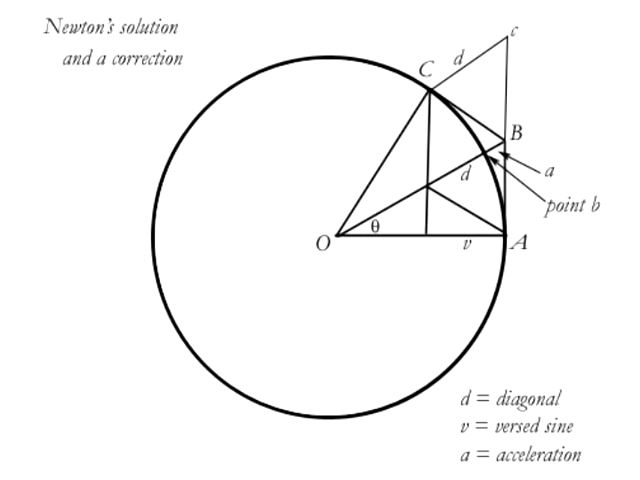 Newton's solution
and a correction
c
d
C
B
d
a
point b
θ
O
v
A
d = diagonal
v = versed sine
a = acceleration